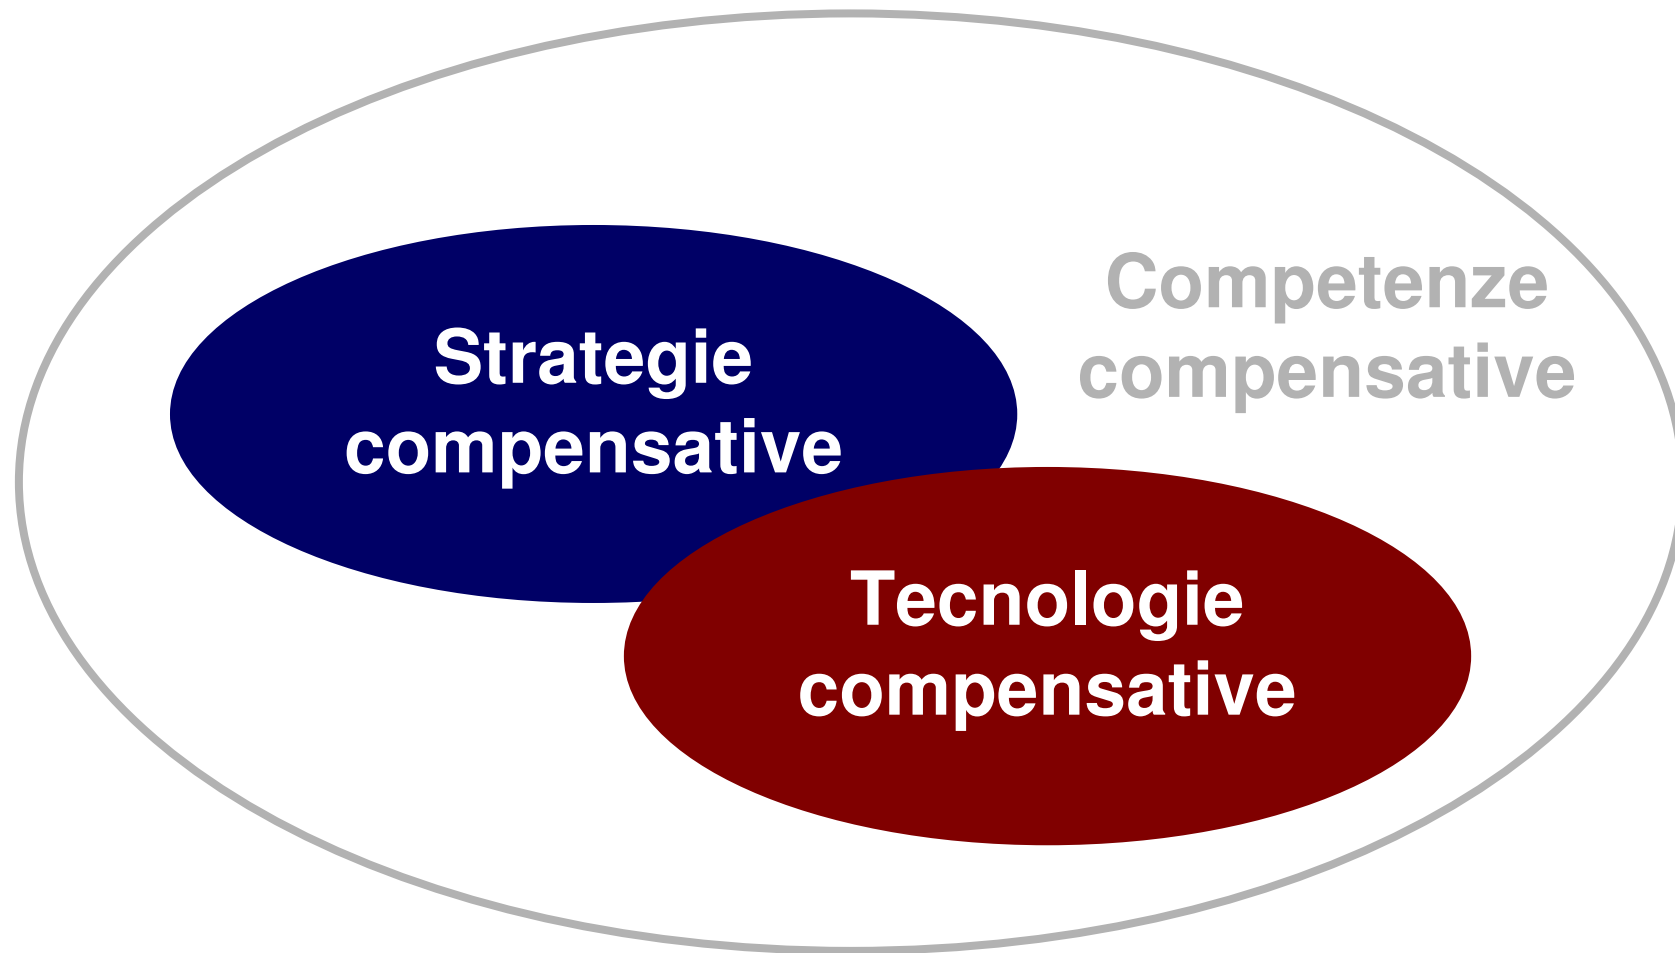 Competenze
compensative
Strategie
compensative
Tecnologie
compensative